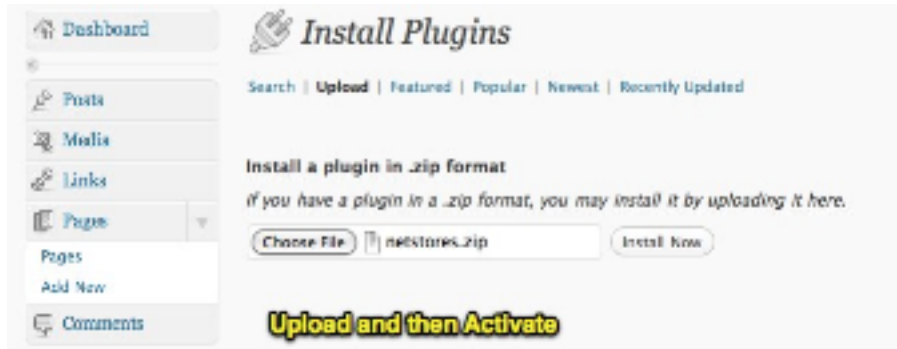 Dashboard
Install Plugins
Search | Upload | Featured | Popular | Newest | Recently Updated
Posts
Media
Links
Pages
Pages
Add New
Comments
Install a plugin in .zip format
If you have a plugin in a .zip format, you may install it by uploading it here.
Choose File netstores.zip Install Now
Upload and then Activate